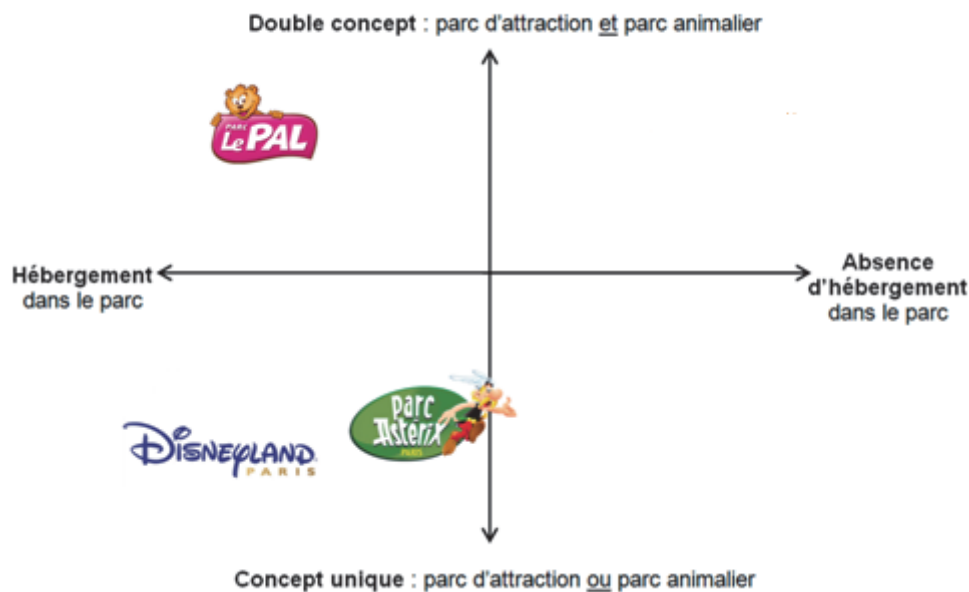 Double concept : parc d'attraction et parc animalier
PARC
Le PAL
Hébergement
dans le parc
Absence
d'hébergement
dans le parc
parc
Astérix
PARIS
DISNEYLAND
PARIS
Concept unique : parc d'attraction ou parc animalier